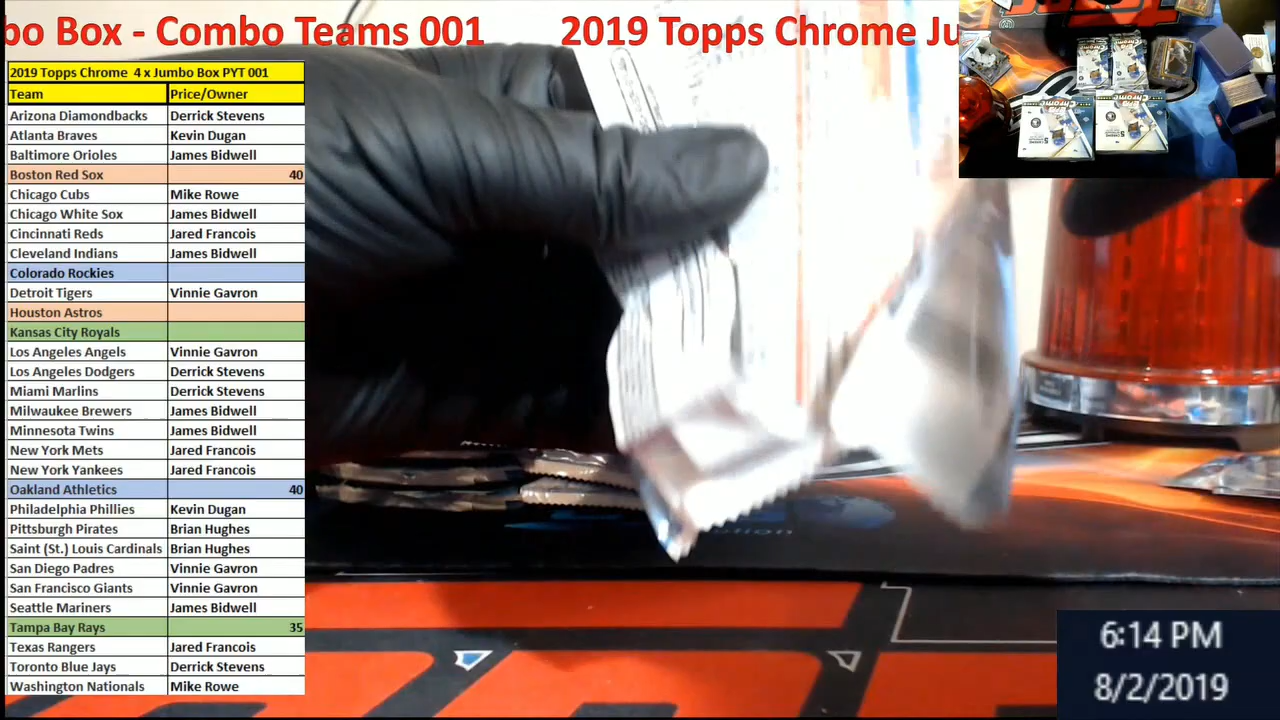 bo Box - Combo Teams 001 2019 Topps Chrome Ju
2019 Topps Chrome 4 x Jumbo Box PYT 001
Team Price/Owner
Arizona Diamondbacks Derrick Stevens
Atlanta Braves Kevin Dugan
Baltimore Orioles James Bidwell
Boston Red Sox 40
Chicago Cubs Mike Rowe
Chicago White Sox James Bidwell
Cincinnati Reds Jared Francois
Cleveland Indians James Bidwell
Colorado Rockies
Detroit Tigers Vinnie Gavron
Houston Astros
Kansas City Royals
Los Angeles Angels Vinnie Gavron
Los Angeles Dodgers Derrick Stevens
Miami Marlins Derrick Stevens
Milwaukee Brewers James Bidwell
Minnesota Twins James Bidwell
New York Mets Jared Francois
New York Yankees Jared Francois
Oakland Athletics 40
Philadelphia Phillies Kevin Dugan
Pittsburgh Pirates Brian Hughes
Saint (St.) Louis Cardinals Brian Hughes
San Diego Padres Vinnie Gavron
San Francisco Giants Vinnie Gavron
Seattle Mariners James Bidwell
Tampa Bay Rays 35
Texas Rangers Jared Francois
Toronto Blue Jays Derrick Stevens
Washington Nationals Mike Rowe
6:14 PM
8/2/2019